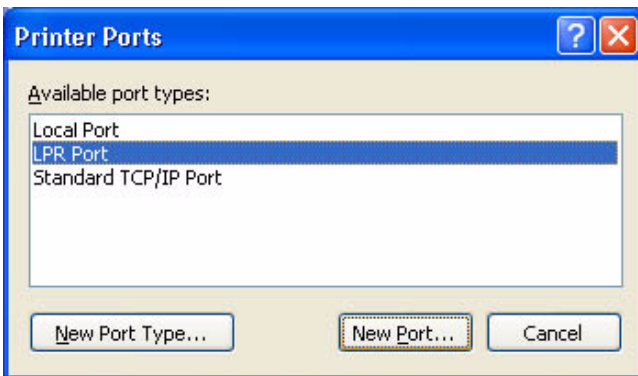 Printer Ports
Available port types:
Local Port
LPR Port
Standard TCP/IP Port
New Port Type... New Port... Cancel